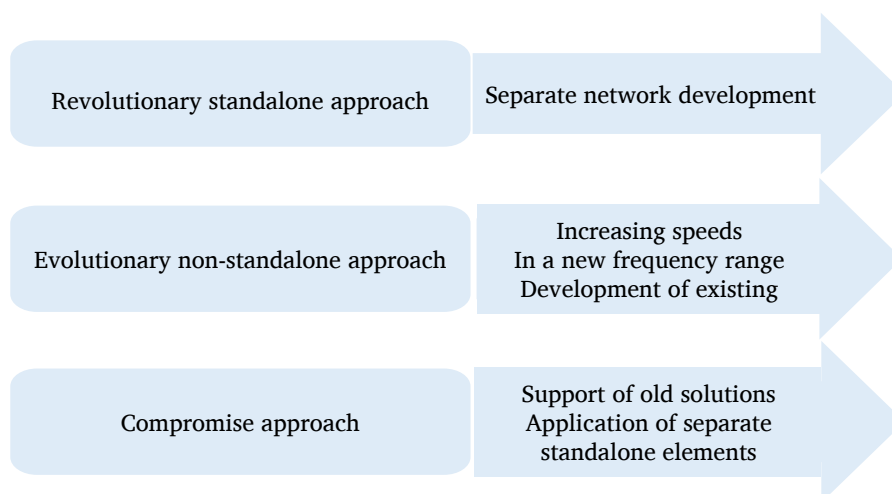 Revolutionary standalone approach
Separate network development
Evolutionary non-standalone approach
Increasing speeds
In a new frequency range
Development of existing
Compromise approach
Support of old solutions
Application of separate
standalone elements